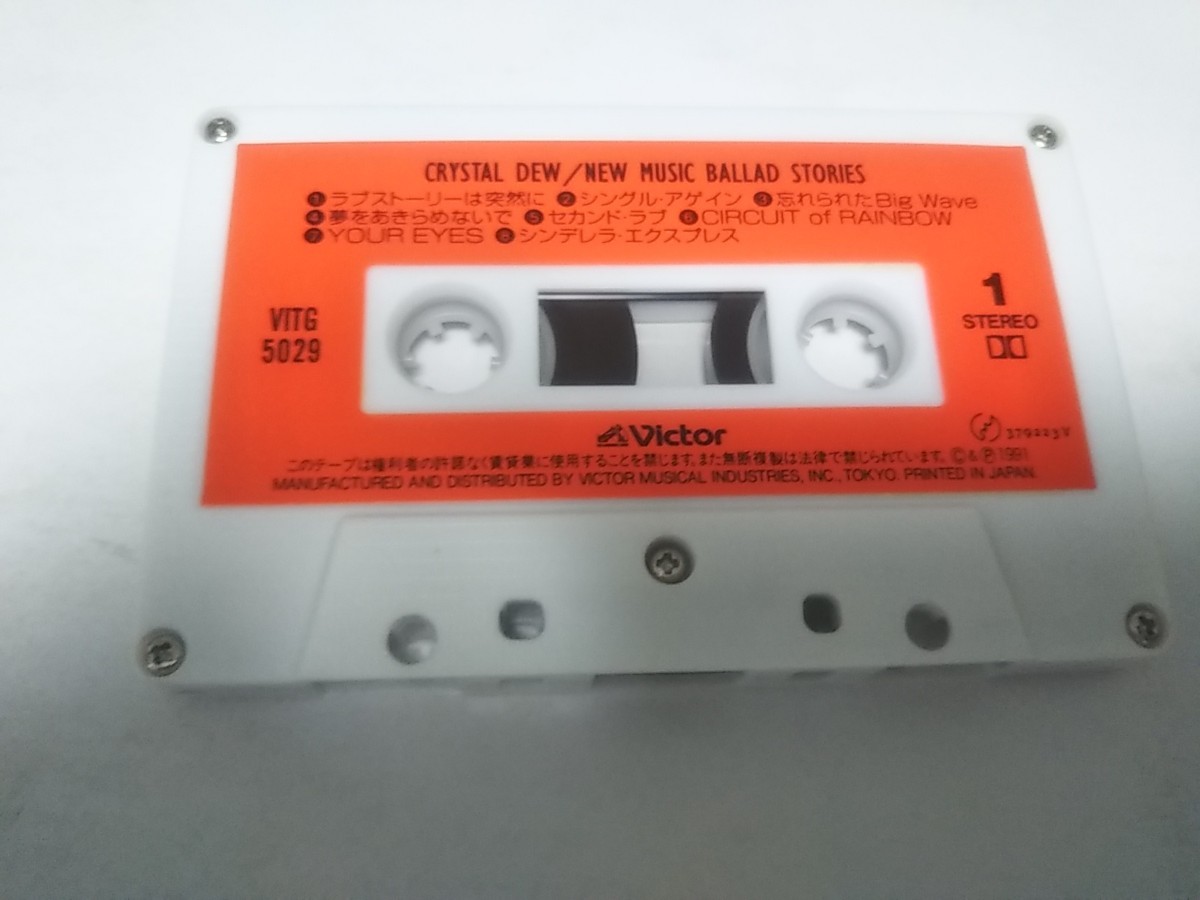 CRYSTAL DEW/NEW MUSIC BALLAD STORIES
❶ラブストーリーは突然に ❷シングル・アゲイン ❸忘れられたBig Wave
❹夢をあきらめないで ❺セカンド・ラブ ❻CIRCUIT of RAINBOW
❼YOUR EYES ❽シンデレラ・エクスプレス
VITG
5029
1
STEREO
Victor
379223V
このテープは権利者の許諾なく賃貸業に使用することを禁じます。また無断複製は法律で禁じられています。©&℗1991
MANUFACTURED AND DISTRIBUTED BY VICTOR MUSICAL INDUSTRIES, INC., TOKYO. PRINTED IN JAPAN.